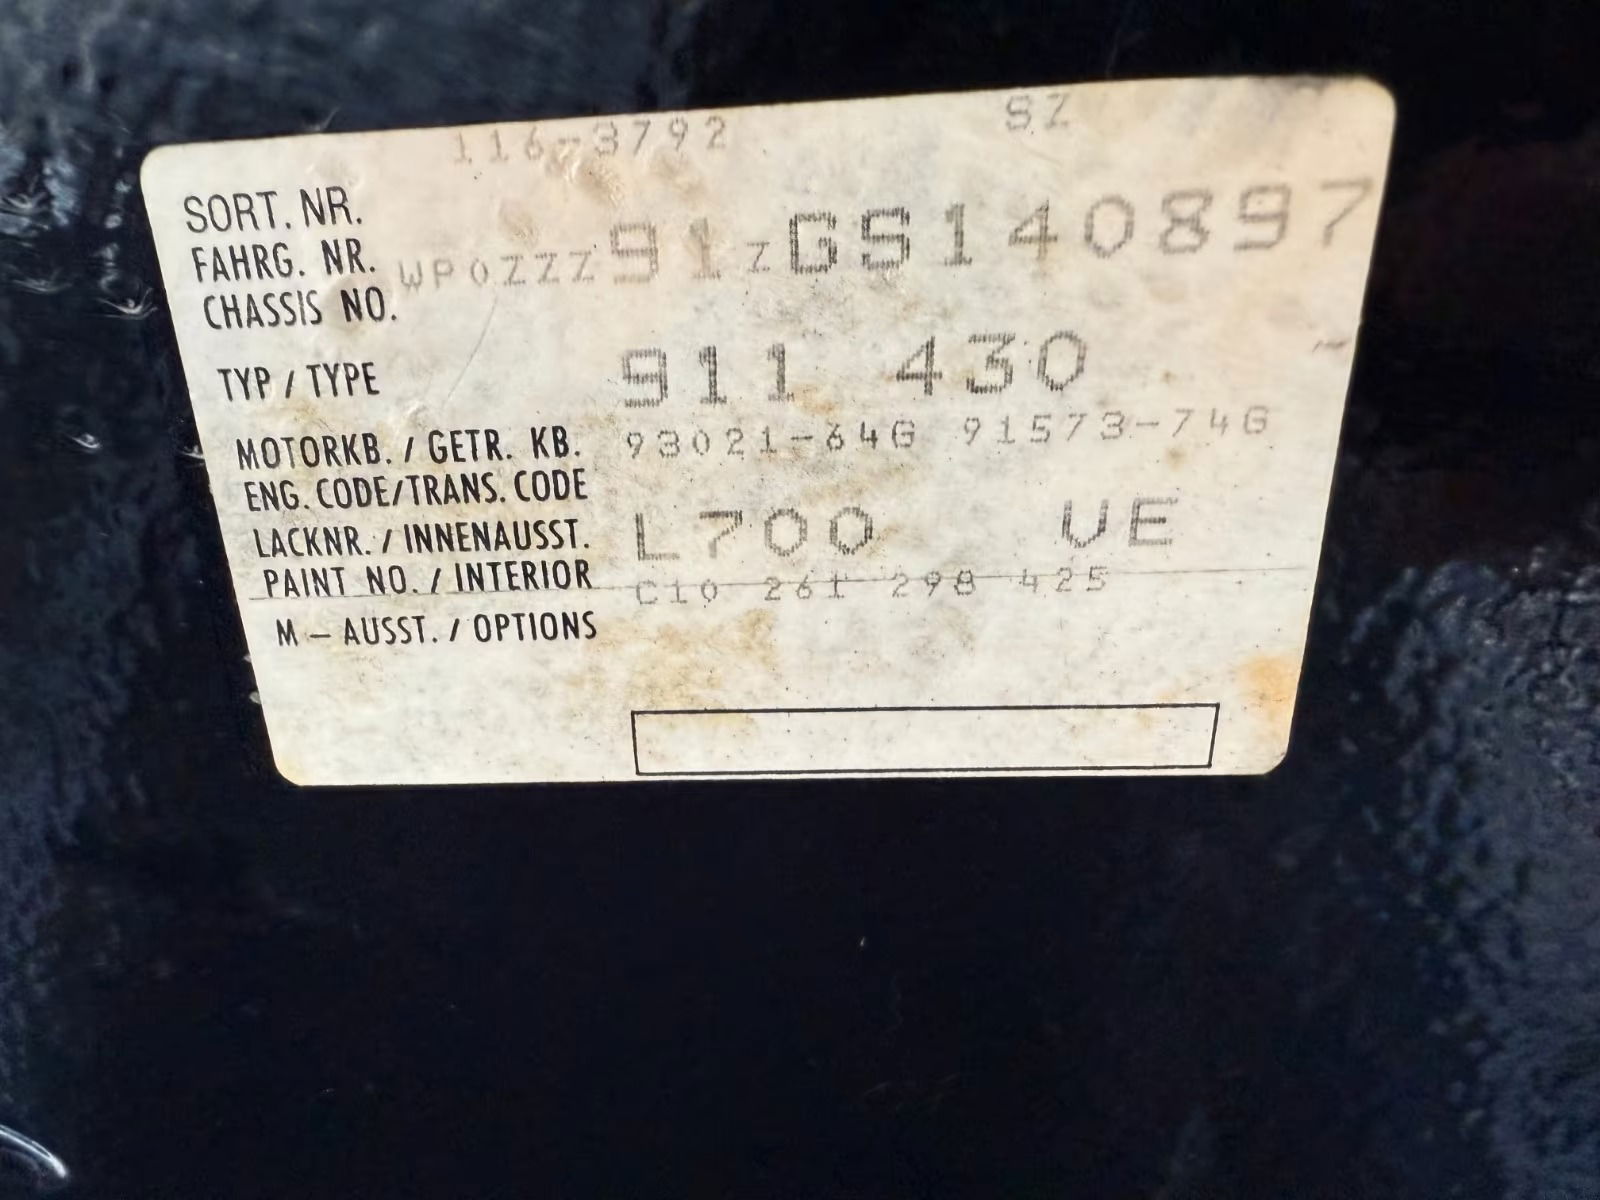 116-3792 SZ
SORT. NR.
FAHRG. NR. WP0ZZZ91ZGS140897
CHASSIS NO.
TYP / TYPE 911 430
MOTORKB. / GETR. KB. 93021-64G 91573-74G
ENG. CODE/TRANS. CODE
LACKNR. / INNENAUSST. L700 VE
PAINT NO. / INTERIOR
C10 261 298 425
M – AUSST. / OPTIONS